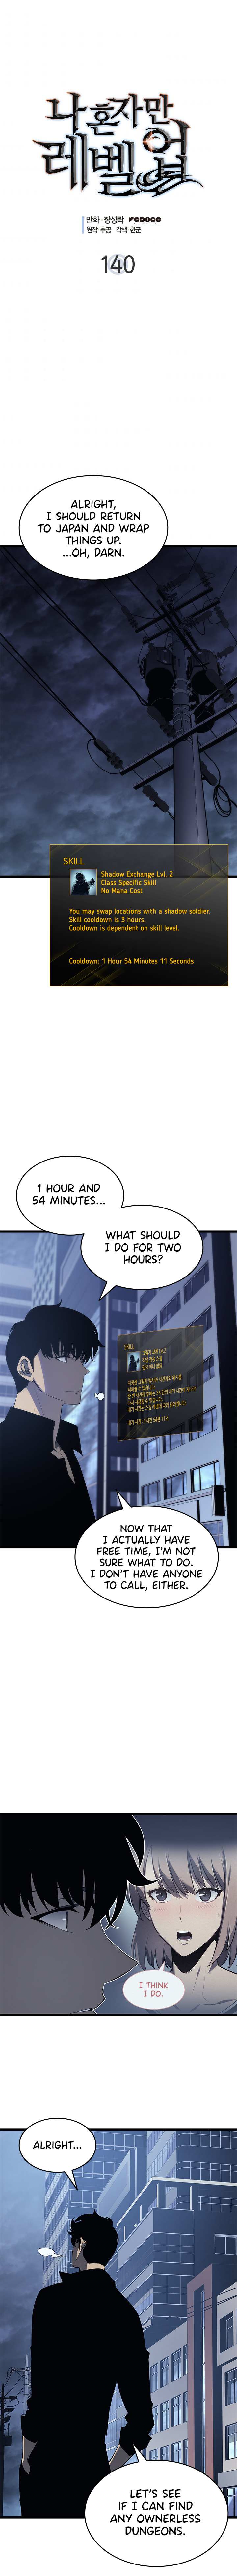 나 혼자만
레벨업
만화 장성락 REDICE
원작 추공 각색 현군
140
ALRIGHT,
I SHOULD RETURN
TO JAPAN AND WRAP
THINGS UP.
...OH, DARN.
SKILL
Shadow Exchange Lvl. 2
Class Specific Skill
No Mana Cost
You may swap locations with a shadow soldier.
Skill cooldown is 3 hours.
Cooldown is dependent on skill level.
Cooldown: 1 Hour 54 Minutes 11 Seconds
1 HOUR AND
54 MINUTES...
WHAT SHOULD
I DO FOR TWO
HOURS?
SKILL
NOW THAT
I ACTUALLY HAVE
FREE TIME, I'M NOT
SURE WHAT TO DO.
I DON'T HAVE ANYONE
TO CALL, EITHER.
I THINK
I DO.
ALRIGHT...
LET'S SEE
IF I CAN FIND
ANY OWNERLESS
DUNGEONS.